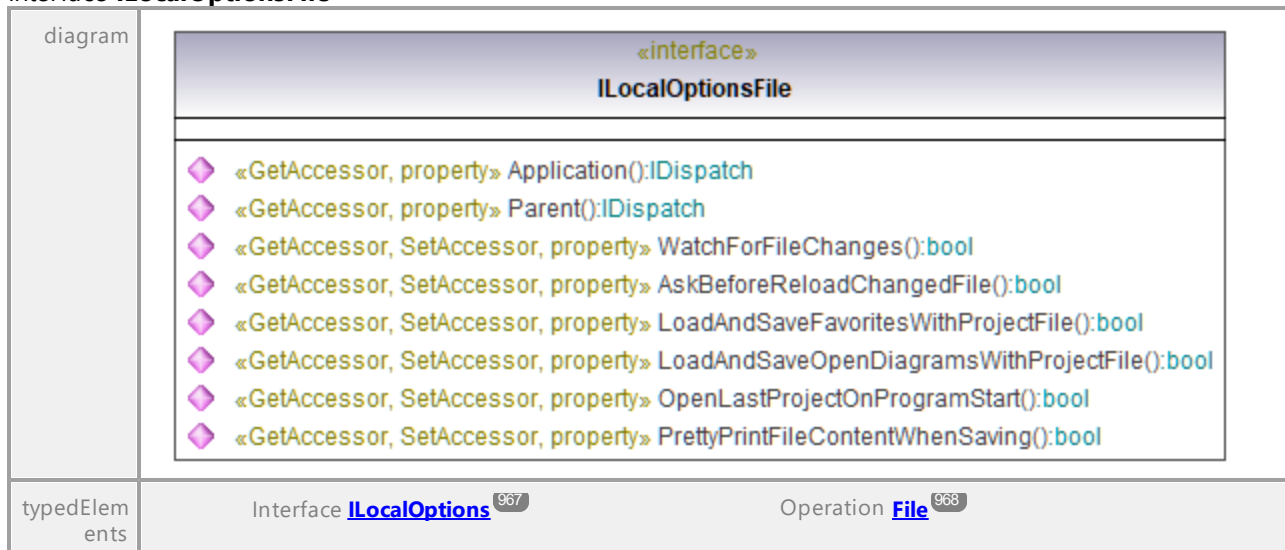 interface ILocalOptionsFile
diagram
«interface»
ILocalOptionsFile
«GetAccessor, property» Application():IDispatch
«GetAccessor, property» Parent():IDispatch
«GetAccessor, SetAccessor, property» WatchForFileChanges():bool
«GetAccessor, SetAccessor, property» AskBeforeReloadChangedFile():bool
«GetAccessor, SetAccessor, property» LoadAndSaveFavoritesWithProjectFile():bool
«GetAccessor, SetAccessor, property» LoadAndSaveOpenDiagramsWithProjectFile():bool
«GetAccessor, SetAccessor, property» OpenLastProjectOnProgramStart():bool
«GetAccessor, SetAccessor, property» PrettyPrintFileContentWhenSaving():bool
typedElem
ents
Interface ILocalOptions 967
Operation File 968